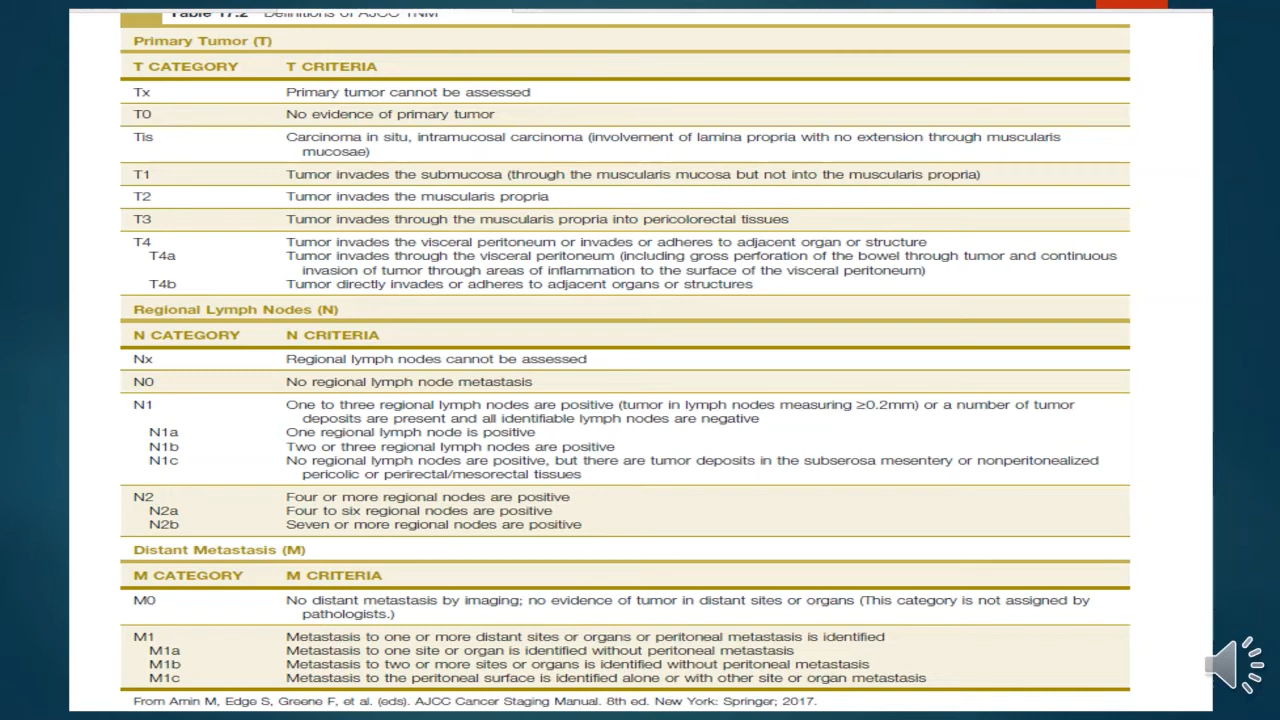 Table 17.2 Definitions of AJCC TNM
Primary Tumor (T)
T CATEGORY T CRITERIA
Tx Primary tumor cannot be assessed
T0 No evidence of primary tumor
Tis Carcinoma in situ, intramucosal carcinoma (involvement of lamina propria with no extension through muscularis
mucosae)
T1 Tumor invades the submucosa (through the muscularis mucosa but not into the muscularis propria)
T2 Tumor invades the muscularis propria
T3 Tumor invades through the muscularis propria into pericolorectal tissues
T4 Tumor invades the visceral peritoneum or invades or adheres to adjacent organ or structure
T4a Tumor invades through the visceral peritoneum (including gross perforation of the bowel through tumor and continuous
invasion of tumor through areas of inflammation to the surface of the visceral peritoneum)
T4b Tumor directly invades or adheres to adjacent organs or structures
Regional Lymph Nodes (N)
N CATEGORY N CRITERIA
Nx Regional lymph nodes cannot be assessed
N0 No regional lymph node metastasis
N1 One to three regional lymph nodes are positive (tumor in lymph nodes measuring ≥0.2mm) or a number of tumor
deposits are present and all identifiable lymph nodes are negative
N1a One regional lymph node is positive
N1b Two or three regional lymph nodes are positive
N1c No regional lymph nodes are positive, but there are tumor deposits in the subserosa mesentery or nonperitonealized
pericolic or perirectal/mesorectal tissues
N2 Four or more regional nodes are positive
N2a Four to six regional nodes are positive
N2b Seven or more regional nodes are positive
Distant Metastasis (M)
M CATEGORY M CRITERIA
M0 No distant metastasis by imaging; no evidence of tumor in distant sites or organs (This category is not assigned by
pathologists.)
M1 Metastasis to one or more distant sites or organs or peritoneal metastasis is identified
M1a Metastasis to one site or organ is identified without peritoneal metastasis
M1b Metastasis to two or more sites or organs is identified without peritoneal metastasis
M1c Metastasis to the peritoneal surface is identified alone or with other site or organ metastasis
From Amin M, Edge S, Greene F, et al. (eds). AJCC Cancer Staging Manual. 8th ed. New York: Springer; 2017.